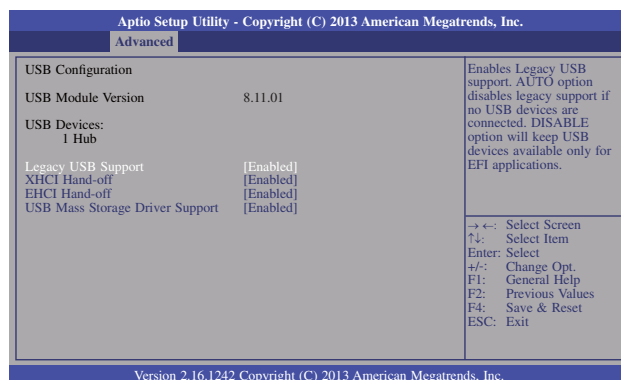 Aptio Setup Utility - Copyright (C) 2013 American Megatrends, Inc.
Advanced
USB Configuration
USB Module Version 8.11.01
USB Devices:
1 Hub
Legacy USB Support [Enabled]
XHCI Hand-off [Enabled]
EHCI Hand-off [Enabled]
USB Mass Storage Driver Support [Enabled]
Enables Legacy USB
support. AUTO option
disables legacy support if
no USB devices are
connected. DISABLE
option will keep USB
devices available only for
EFI applications.
→←: Select Screen
↑↓: Select Item
Enter: Select
+/-: Change Opt.
F1: General Help
F2: Previous Values
F4: Save & Reset
ESC: Exit
Version 2.16.1242 Copyright (C) 2013 American Megatrends, Inc.